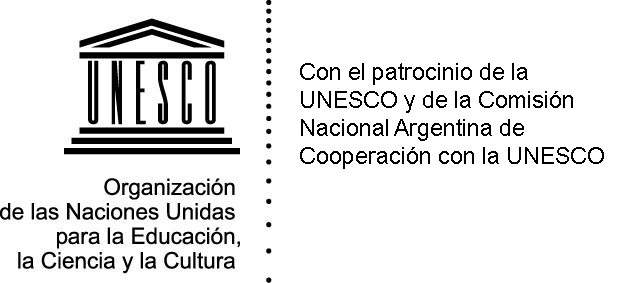 UNESCO
Organización
de las Naciones Unidas
para la Educación,
la Ciencia y la Cultura
Con el patrocinio de la
UNESCO y de la Comisión
Nacional Argentina de
Cooperación con la UNESCO